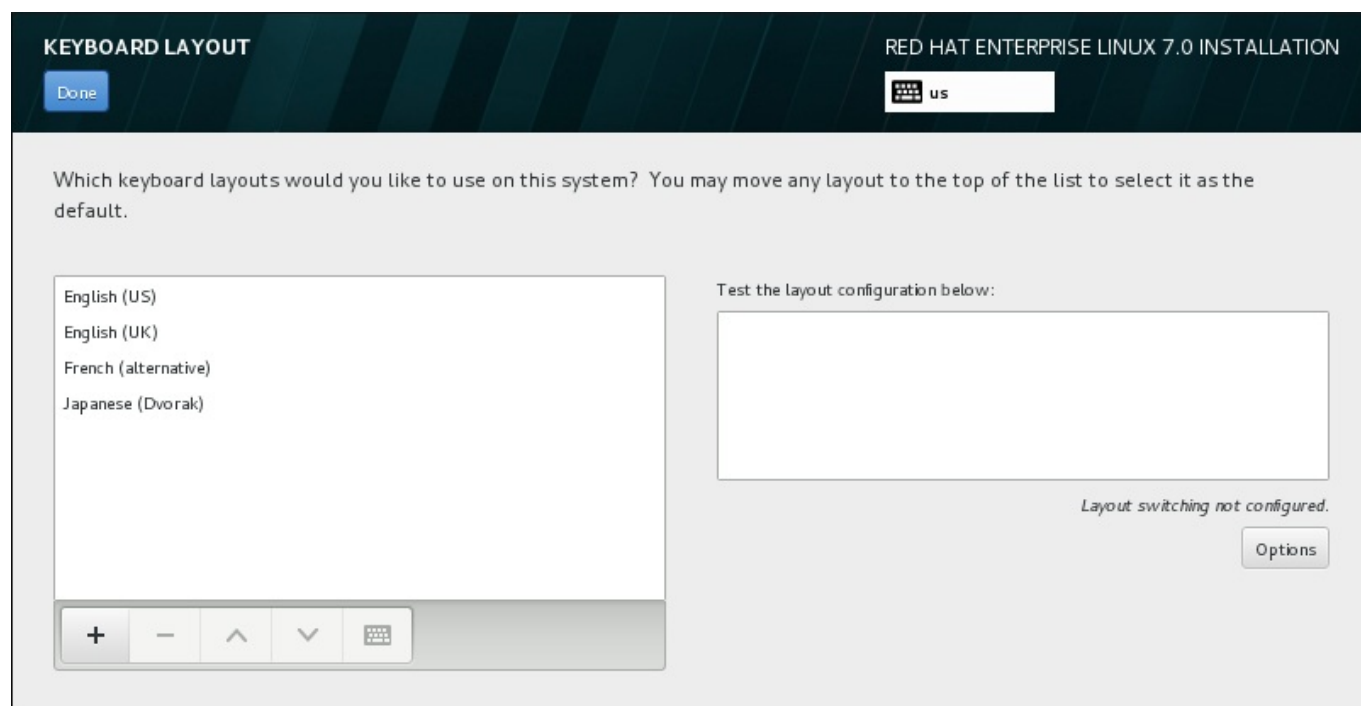 KEYBOARD LAYOUT
RED HAT ENTERPRISE LINUX 7.0 INSTALLATION
Done
us
Which keyboard layouts would you like to use on this system? You may move any layout to the top of the list to select it as the
default.
English (US)
English (UK)
French (alternative)
Japanese (Dvorak)
Test the layout configuration below:
Layout switching not configured.
Options